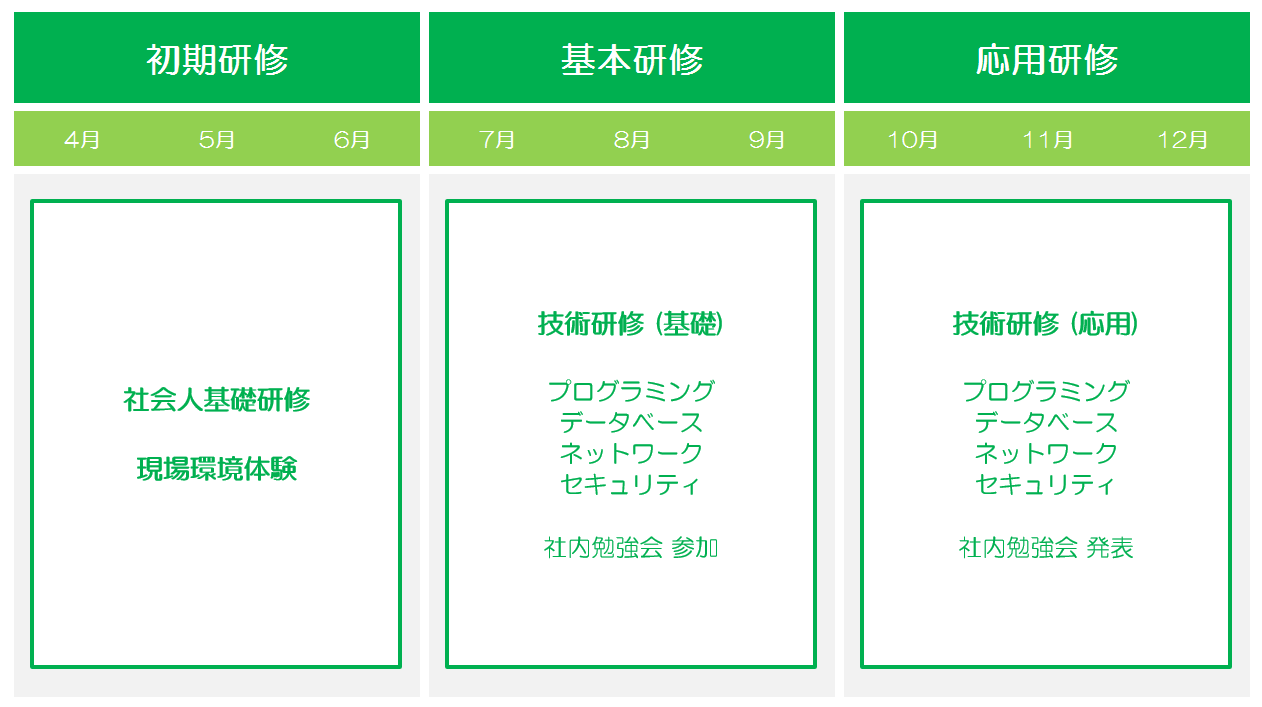 初期研修
4月 5月 6月
社会人基礎研修
現場環境体験
基本研修
7月 8月 9月
技術研修 (基礎)
プログラミング
データベース
ネットワーク
セキュリティ
社内勉強会 参加
応用研修
10月 11月 12月
技術研修 (応用)
プログラミング
データベース
ネットワーク
セキュリティ
社内勉強会 発表